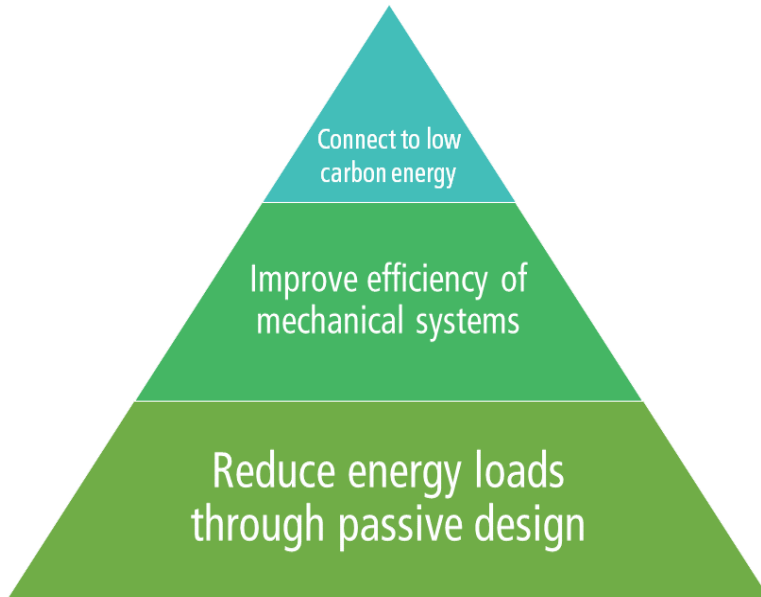 Connect to low
carbon energy
Improve efficiency of
mechanical systems
Reduce energy loads
through passive design